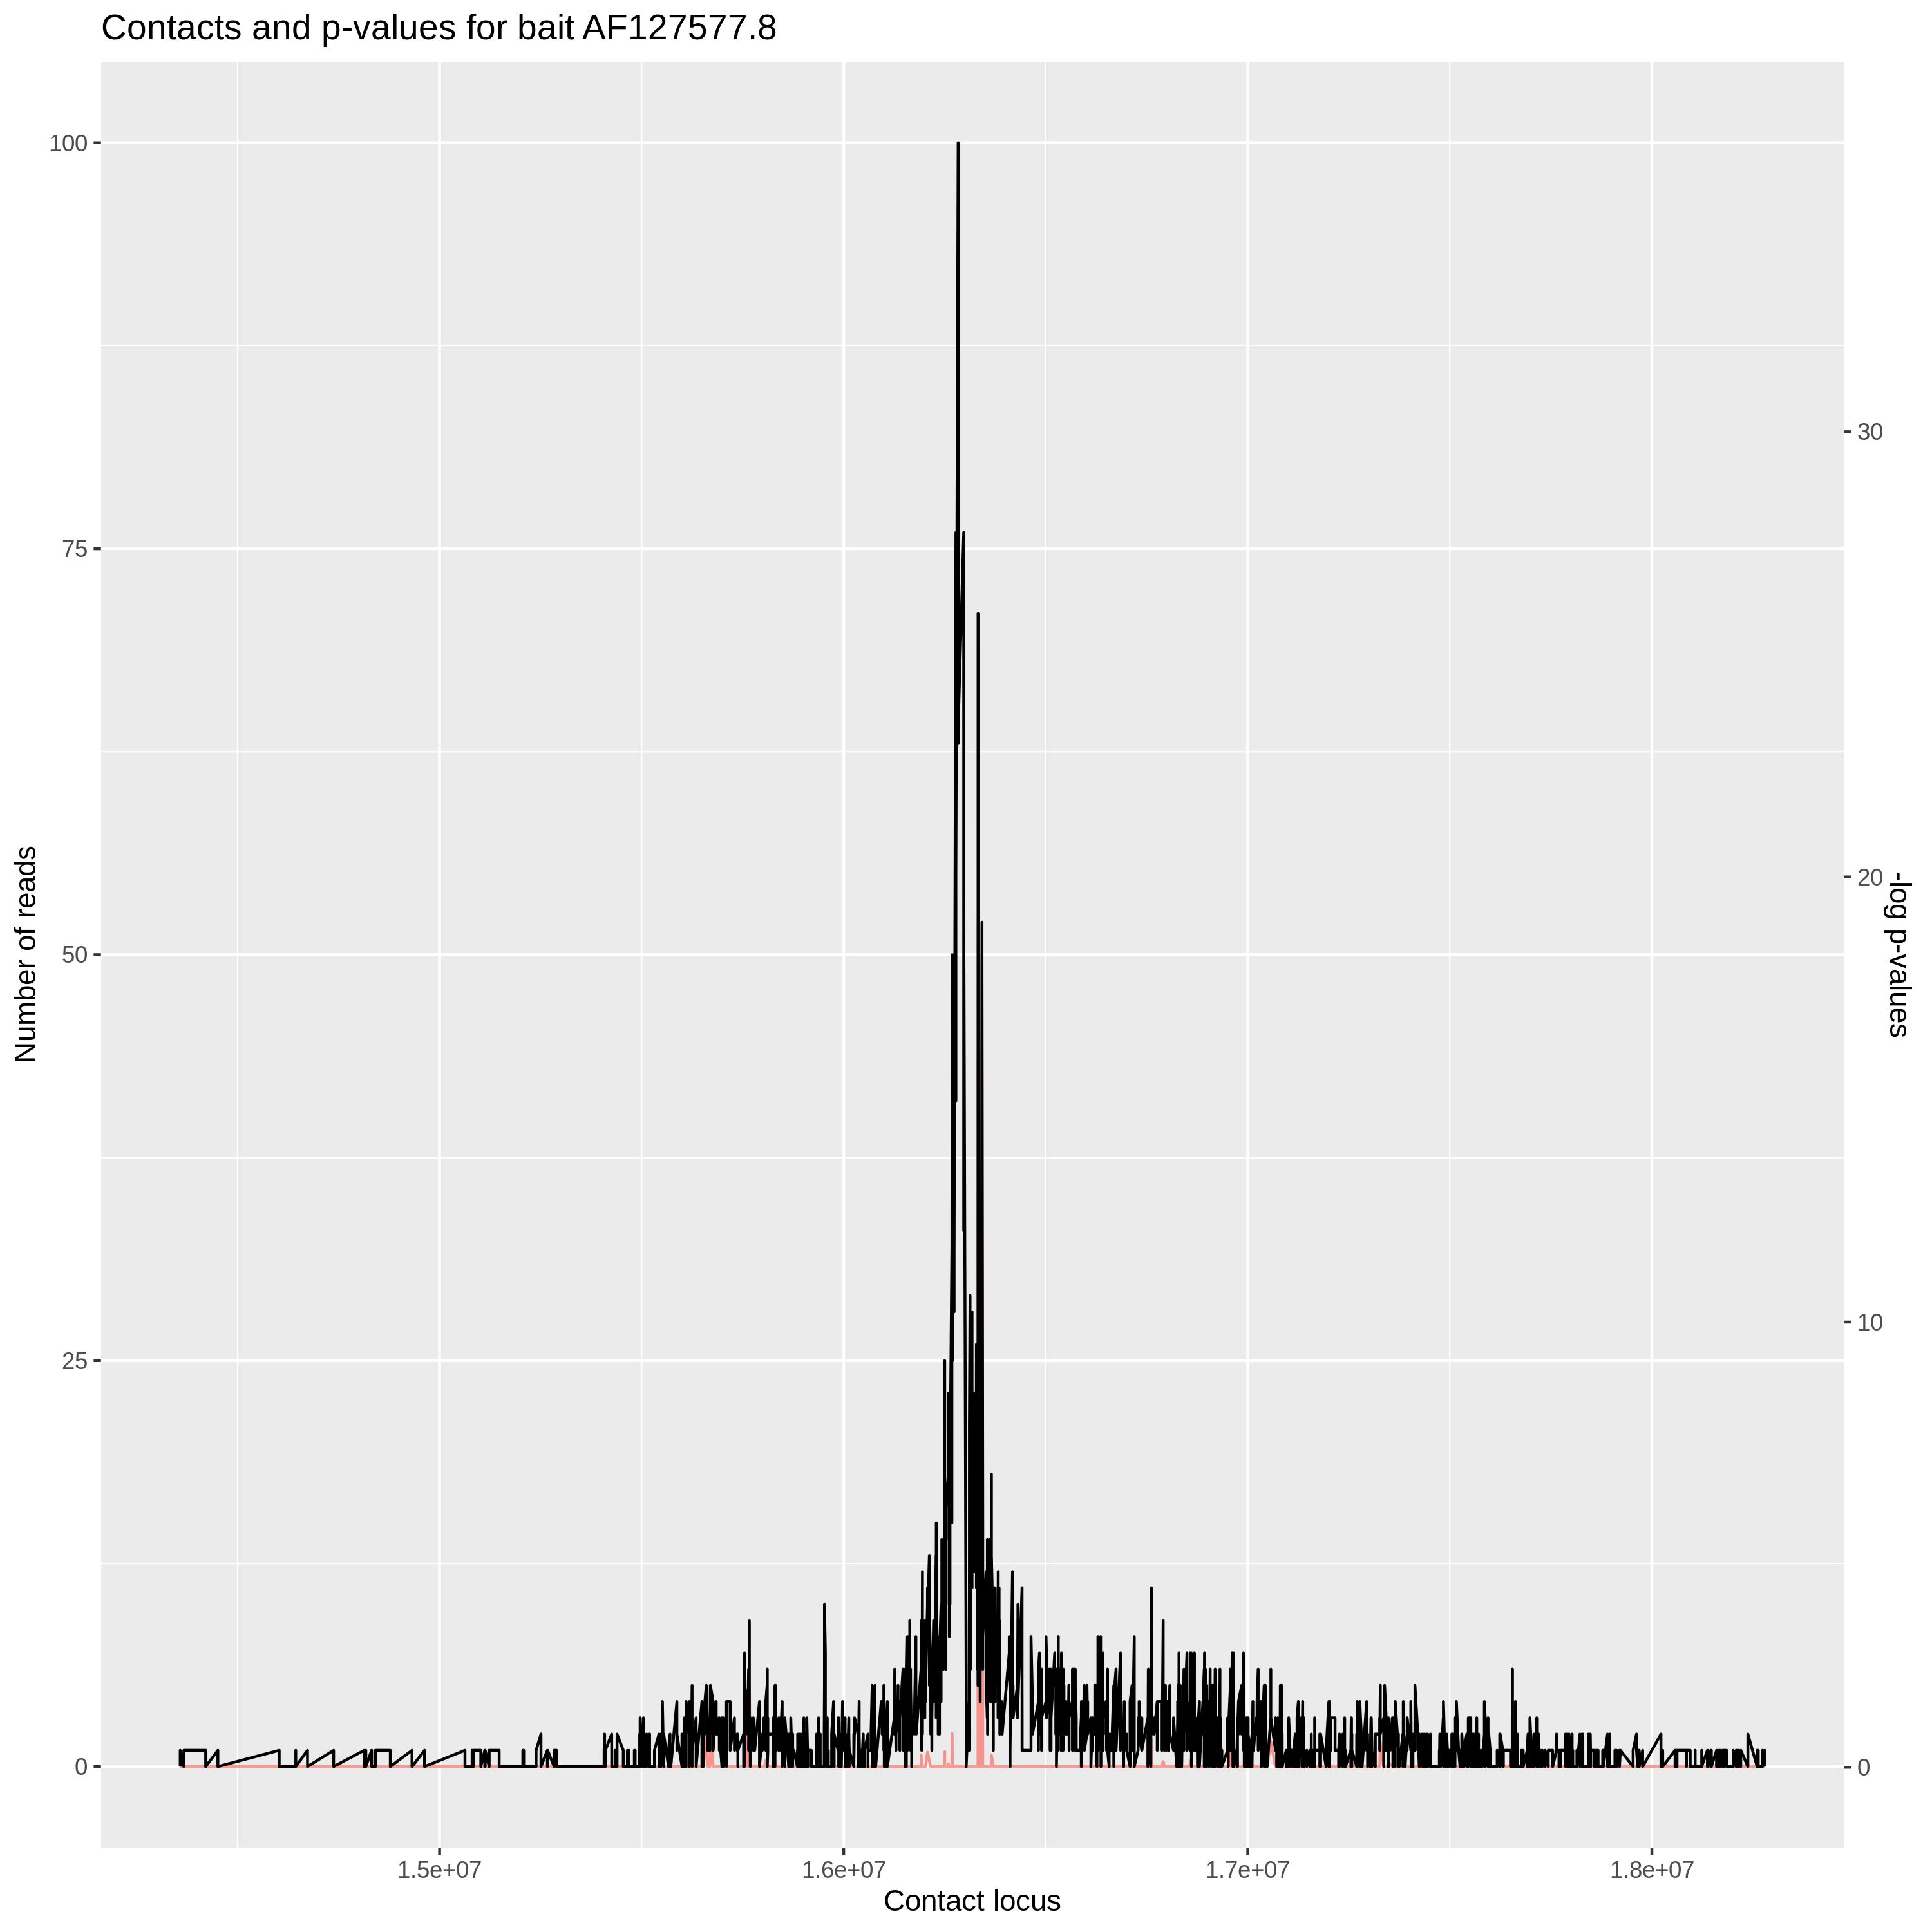 Contacts and p-values for bait AF127577.8
100
75
50
25
0
Number of reads
30
20
10
0
-log p-values
1.5e+07
1.6e+07
1.7e+07
1.8e+07
Contact locus